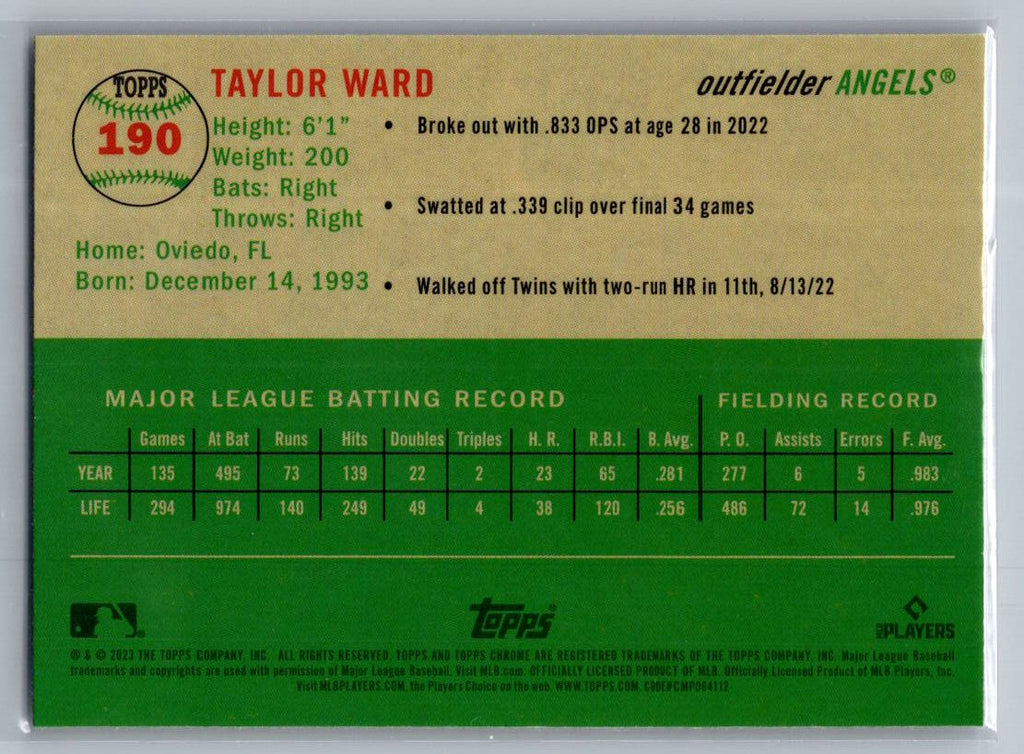 TOPPS
190
TAYLOR WARD
outfielder ANGELS®
Height: 6'1"
Weight: 200
Bats: Right
Throws: Right
Home: Oviedo, FL
Born: December 14, 1993
• Broke out with .833 OPS at age 28 in 2022
• Swatted at .339 clip over final 34 games
• Walked off Twins with two-run HR in 11th, 8/13/22
MAJOR LEAGUE BATTING RECORD FIELDING RECORD
Games At Bat Runs Hits Doubles Triples H. R. R.B.I. B. Avg. P. O. Assists Errors F. Avg.
YEAR 135 495 73 139 22 2 23 65 .281 277 6 5 .983
LIFE 294 974 140 249 49 4 38 120 .256 486 72 14 .976
TOPPS
MLB PLAYERS
® & © 2023 THE TOPPS COMPANY, INC. ALL RIGHTS RESERVED. TOPPS AND TOPPS CHROME ARE REGISTERED TRADEMARKS OF THE TOPPS COMPANY, INC. Major League Baseball
trademarks and copyrights are used with permission of Major League Baseball. Visit MLB.com. OFFICIALLY LICENSED PRODUCT OF MLB. Officially Licensed Product of MLB Players, Inc.
Visit MLBPLAYERS.com, the Players Choice on the web. WWW.TOPPS.COM. CODE#CMP064112